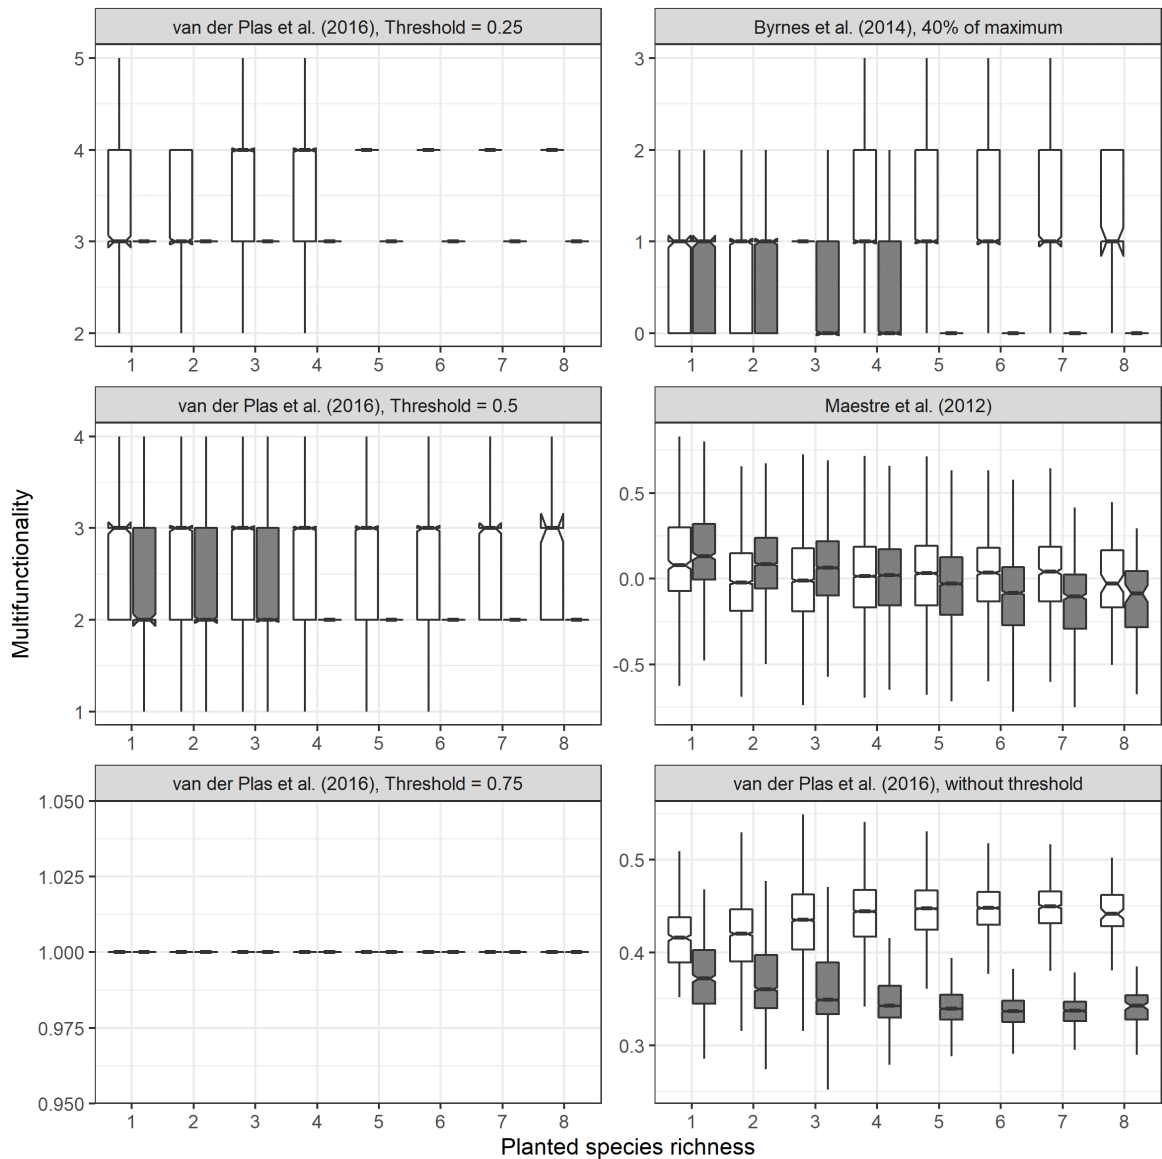 van der Plas et al. (2016), Threshold = 0.25
5
4
3
2
1 2 3 4 5 6 7 8
Byrnes et al. (2014), 40% of maximum
3
2
1
0
1 2 3 4 5 6 7 8
Multifunctionality
van der Plas et al. (2016), Threshold = 0.5
4
3
2
1
1 2 3 4 5 6 7 8
Maestre et al. (2012)
0.5
0.0
-0.5
1 2 3 4 5 6 7 8
van der Plas et al. (2016), Threshold = 0.75
1.050
1.025
1.000
0.975
0.950
1 2 3 4 5 6 7 8
van der Plas et al. (2016), without threshold
0.5
0.4
0.3
1 2 3 4 5 6 7 8
Planted species richness